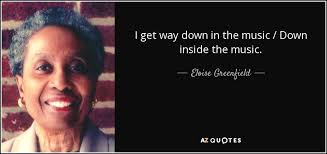 I get way down in the music / Down
inside the music.
— Eloise Greenfield
AZ QUOTES